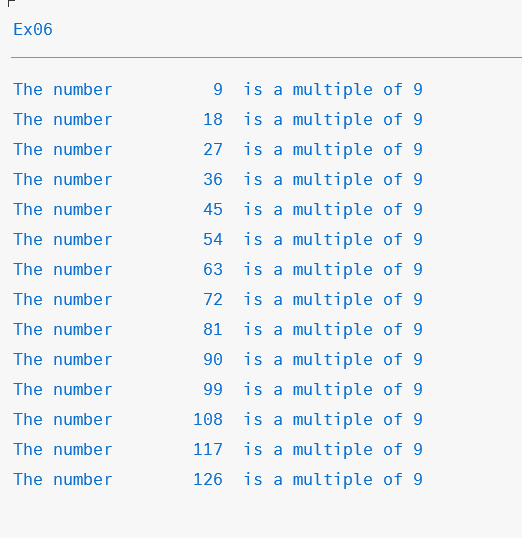 Ex06
The number          9  is a multiple of 9
The number         18  is a multiple of 9
The number         27  is a multiple of 9
The number         36  is a multiple of 9
The number         45  is a multiple of 9
The number         54  is a multiple of 9
The number         63  is a multiple of 9
The number         72  is a multiple of 9
The number         81  is a multiple of 9
The number         90  is a multiple of 9
The number         99  is a multiple of 9
The number        108  is a multiple of 9
The number        117  is a multiple of 9
The number        126  is a multiple of 9